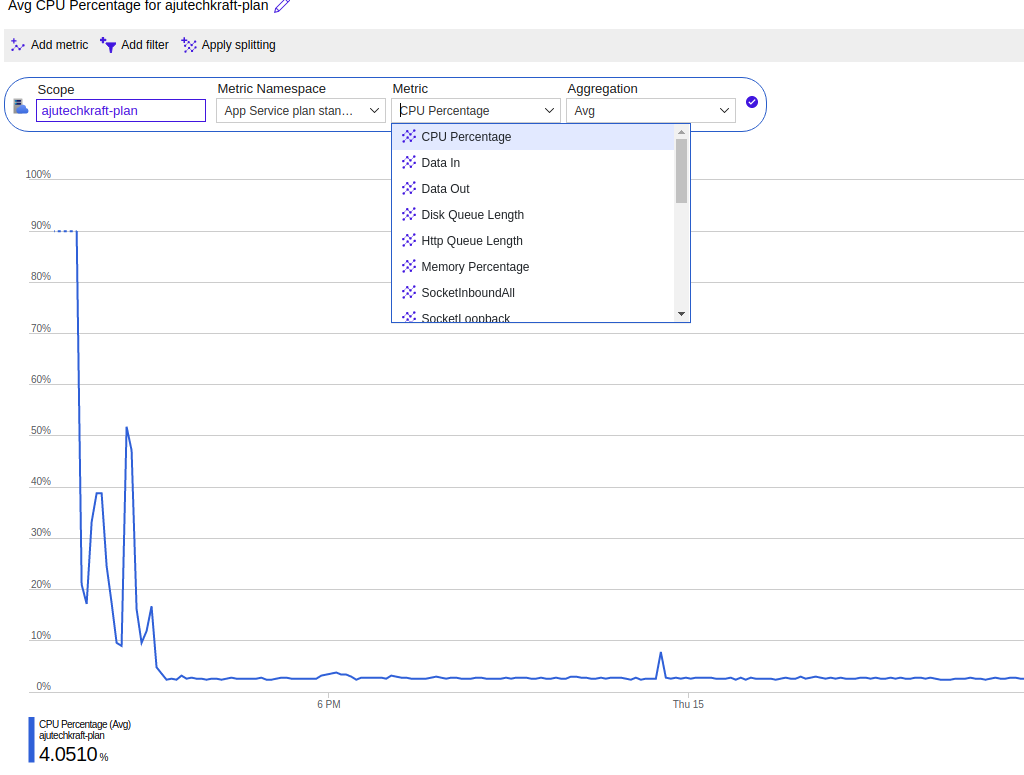 Avg CPU Percentage for ajutechkraft-plan
Add metric Add filter Apply splitting
Scope Metric Namespace Metric Aggregation
ajutechkraft-plan App Service plan stan... CPU Percentage Avg
CPU Percentage
Data In
Data Out
Disk Queue Length
Http Queue Length
Memory Percentage
SocketInboundAll
SocketLoopback
100%
90%
80%
70%
60%
50%
40%
30%
20%
10%
0%
6 PM Thu 15
CPU Percentage (Avg)
ajutechkraft-plan
4.0510 %